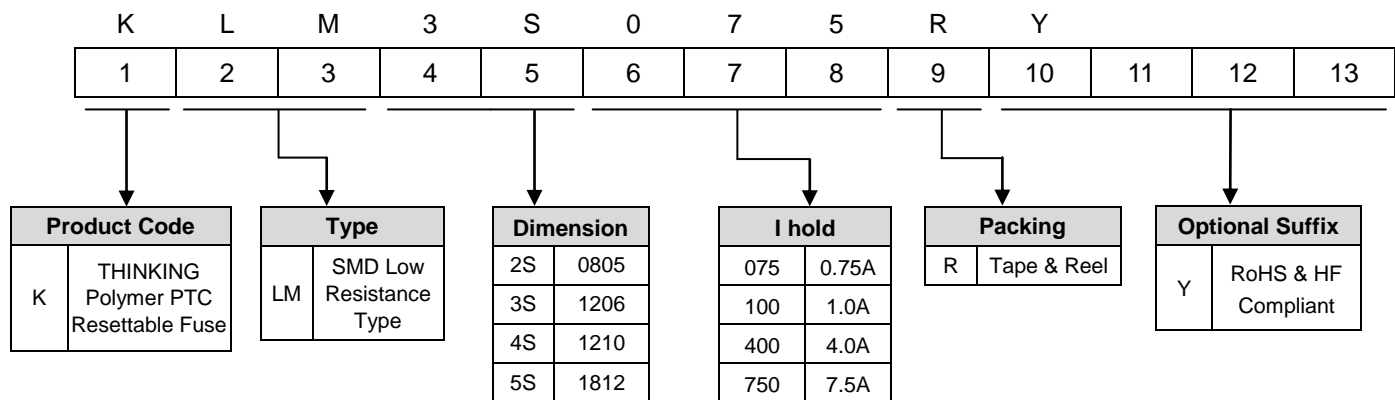 K L M 3 S 0 7 5 R Y
1 2 3 4 5 6 7 8 9 10 11 12 13
Product Code
K THINKING
Polymer PTC
Resettable Fuse
Type
LM SMD Low
Resistance
Type
Dimension
2S 0805
3S 1206
4S 1210
5S 1812
I hold
075 0.75A
100 1.0A
400 4.0A
750 7.5A
Packing
R Tape & Reel
Optional Suffix
Y RoHS & HF
Compliant